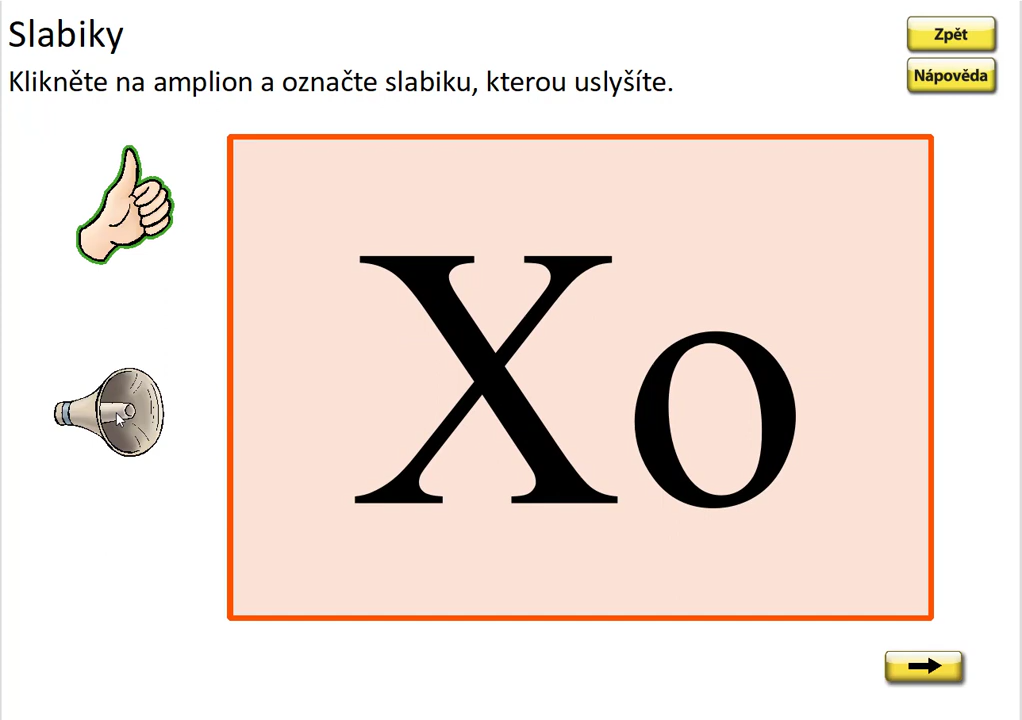 Slabiky
Zpět
Klikněte na amplion a označte slabiku, kterou uslyšíte.
Nápověda
Xo